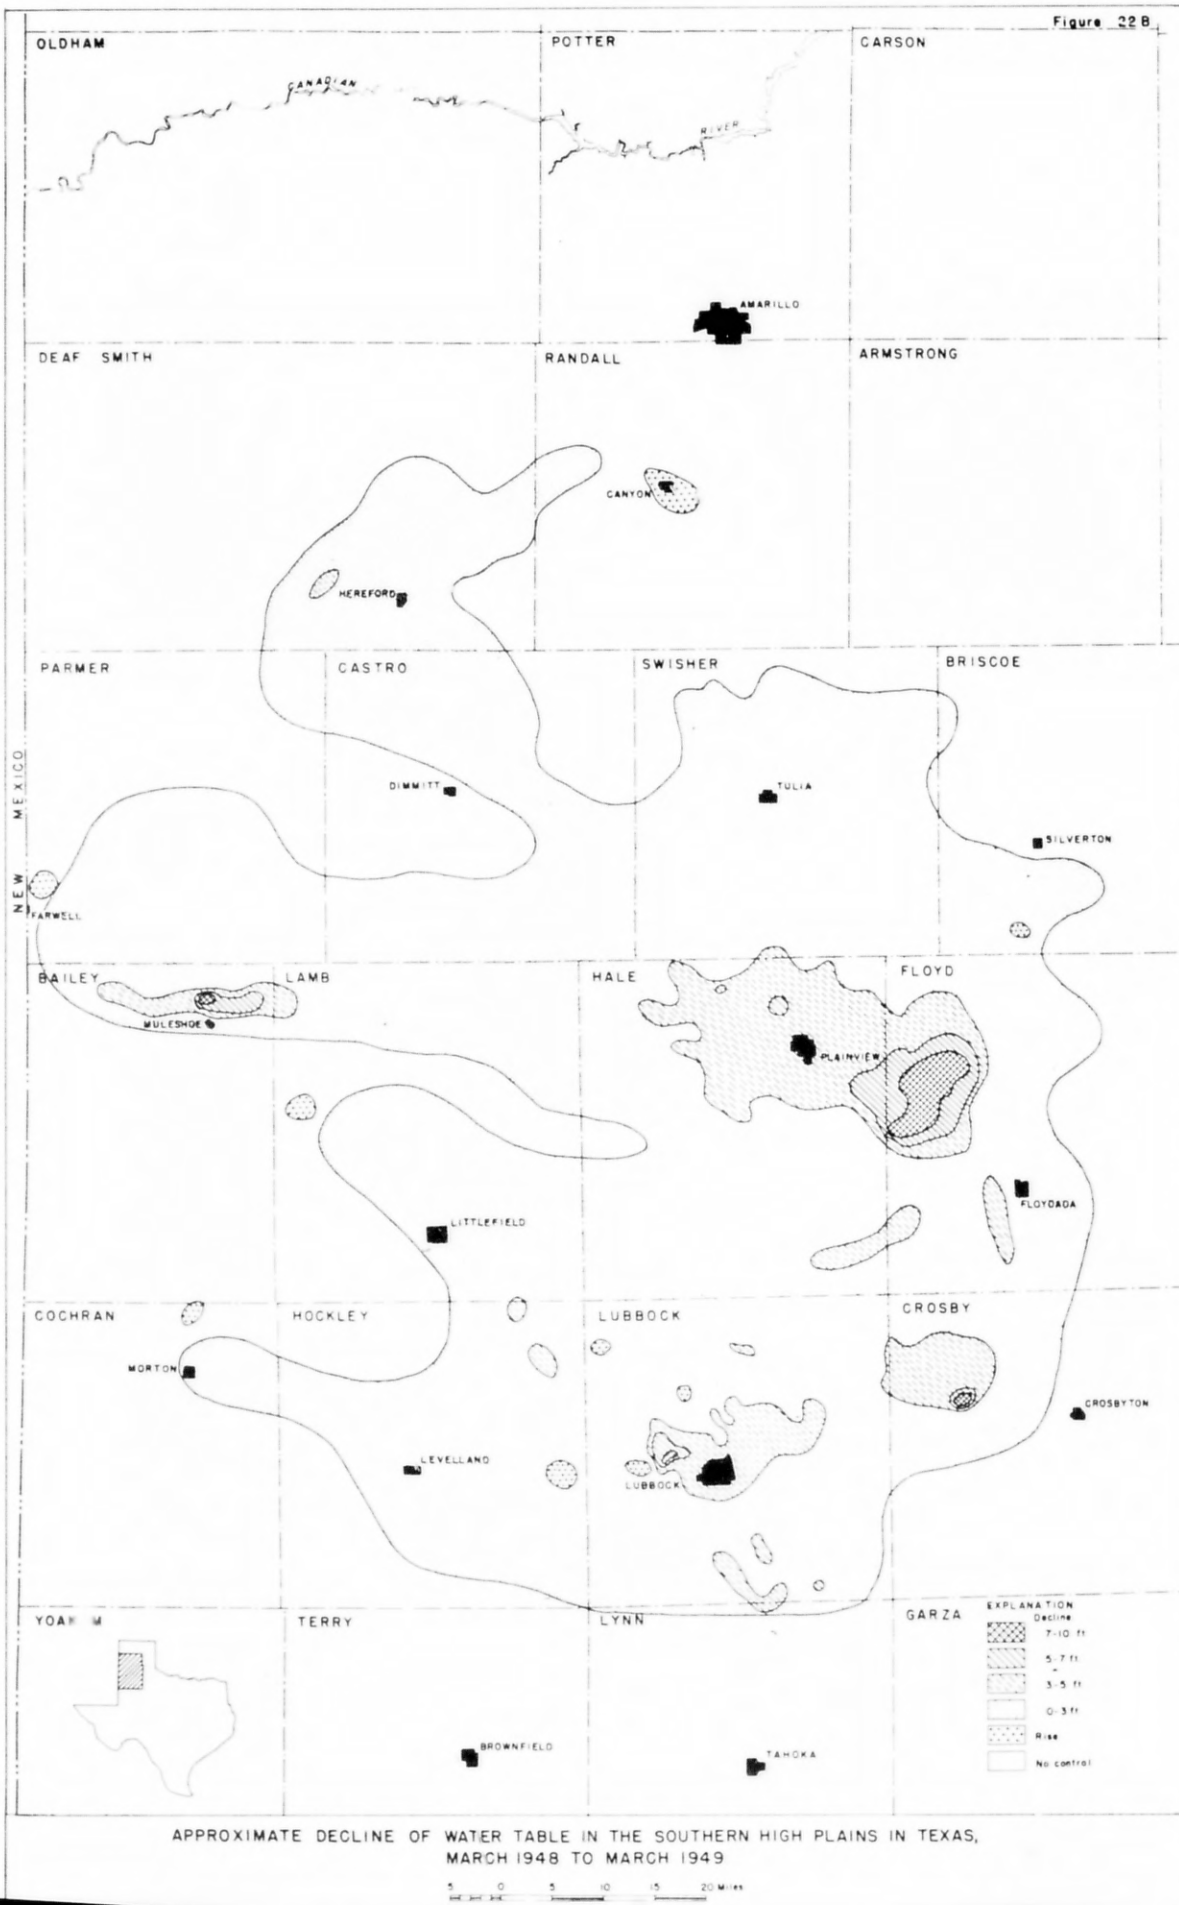 Figure 22 B
OLDHAM
POTTER
CARSON
CANADIAN
RIVER
AMARILLO
DEAF SMITH
RANDALL
ARMSTRONG
CANYON
HEREFORD
PARMER
CASTRO
SWISHER
BRISCOE
NEW MEXICO
DIMMITT
TULIA
SILVERTON
FARWELL
BAILEY
LAMB
HALE
FLOYD
MULESHOE
PLAINVIEW
FLOYDADA
LITTLEFIELD
COCHRAN
HOCKLEY
LUBBOCK
CROSBY
MORTON
CROSBYTON
LEVELLAND
LUBBOCK
YOAK M
TERRY
LYNN
GARZA
EXPLANATION
Decline
7-10 ft
5-7 ft
3-5 ft
0-3 ft
Rise
No control
BROWNFIELD
TAHOKA
APPROXIMATE DECLINE OF WATER TABLE IN THE SOUTHERN HIGH PLAINS IN TEXAS,
MARCH 1948 TO MARCH 1949
5 0 5 10 15 20 Miles